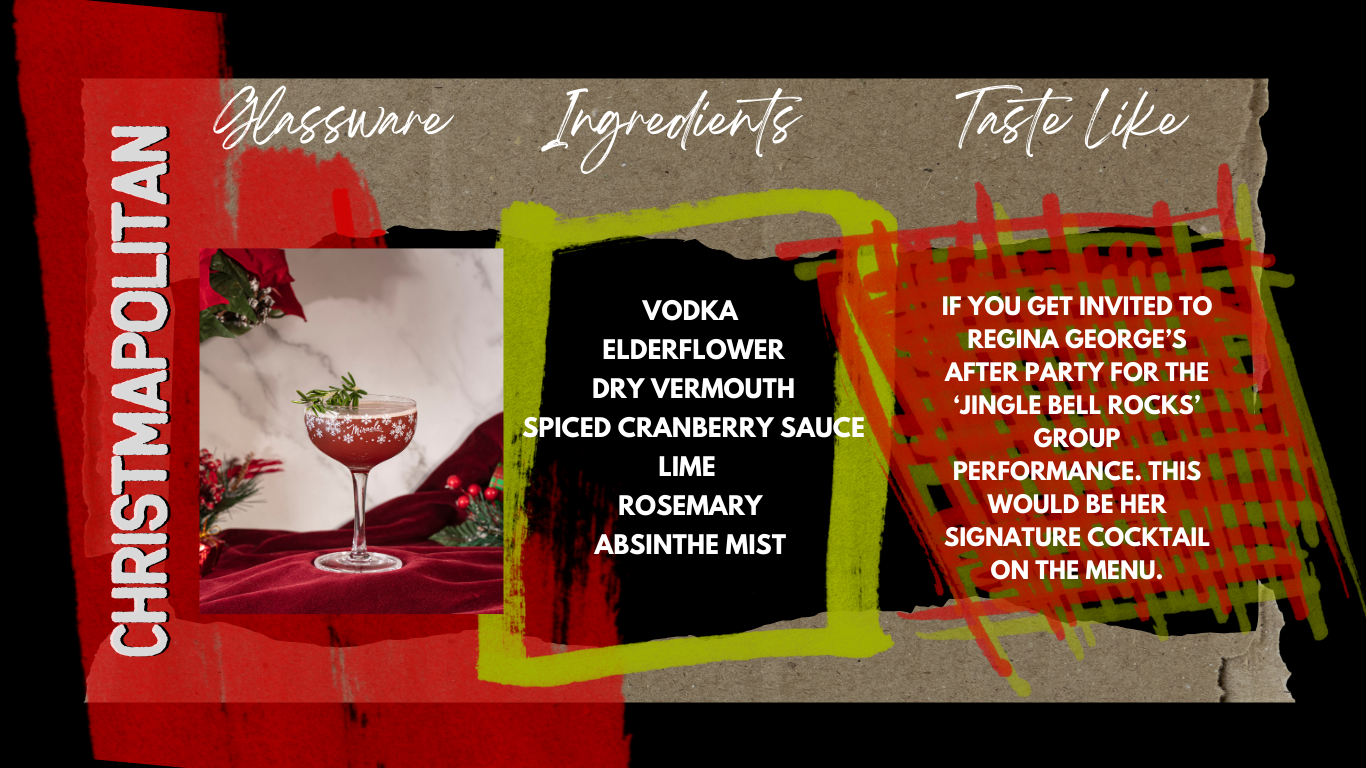 CHRISTMAPOLITAN
Glassware
Ingredients
Taste Like
Miracle
VODKA
ELDERFLOWER
DRY VERMOUTH
SPICED CRANBERRY SAUCE
LIME
ROSEMARY
ABSINTHE MIST
IF YOU GET INVITED TO
REGINA GEORGE’S
AFTER PARTY FOR THE
‘JINGLE BELL ROCKS’
GROUP
PERFORMANCE. THIS
WOULD BE HER
SIGNATURE COCKTAIL
ON THE MENU.